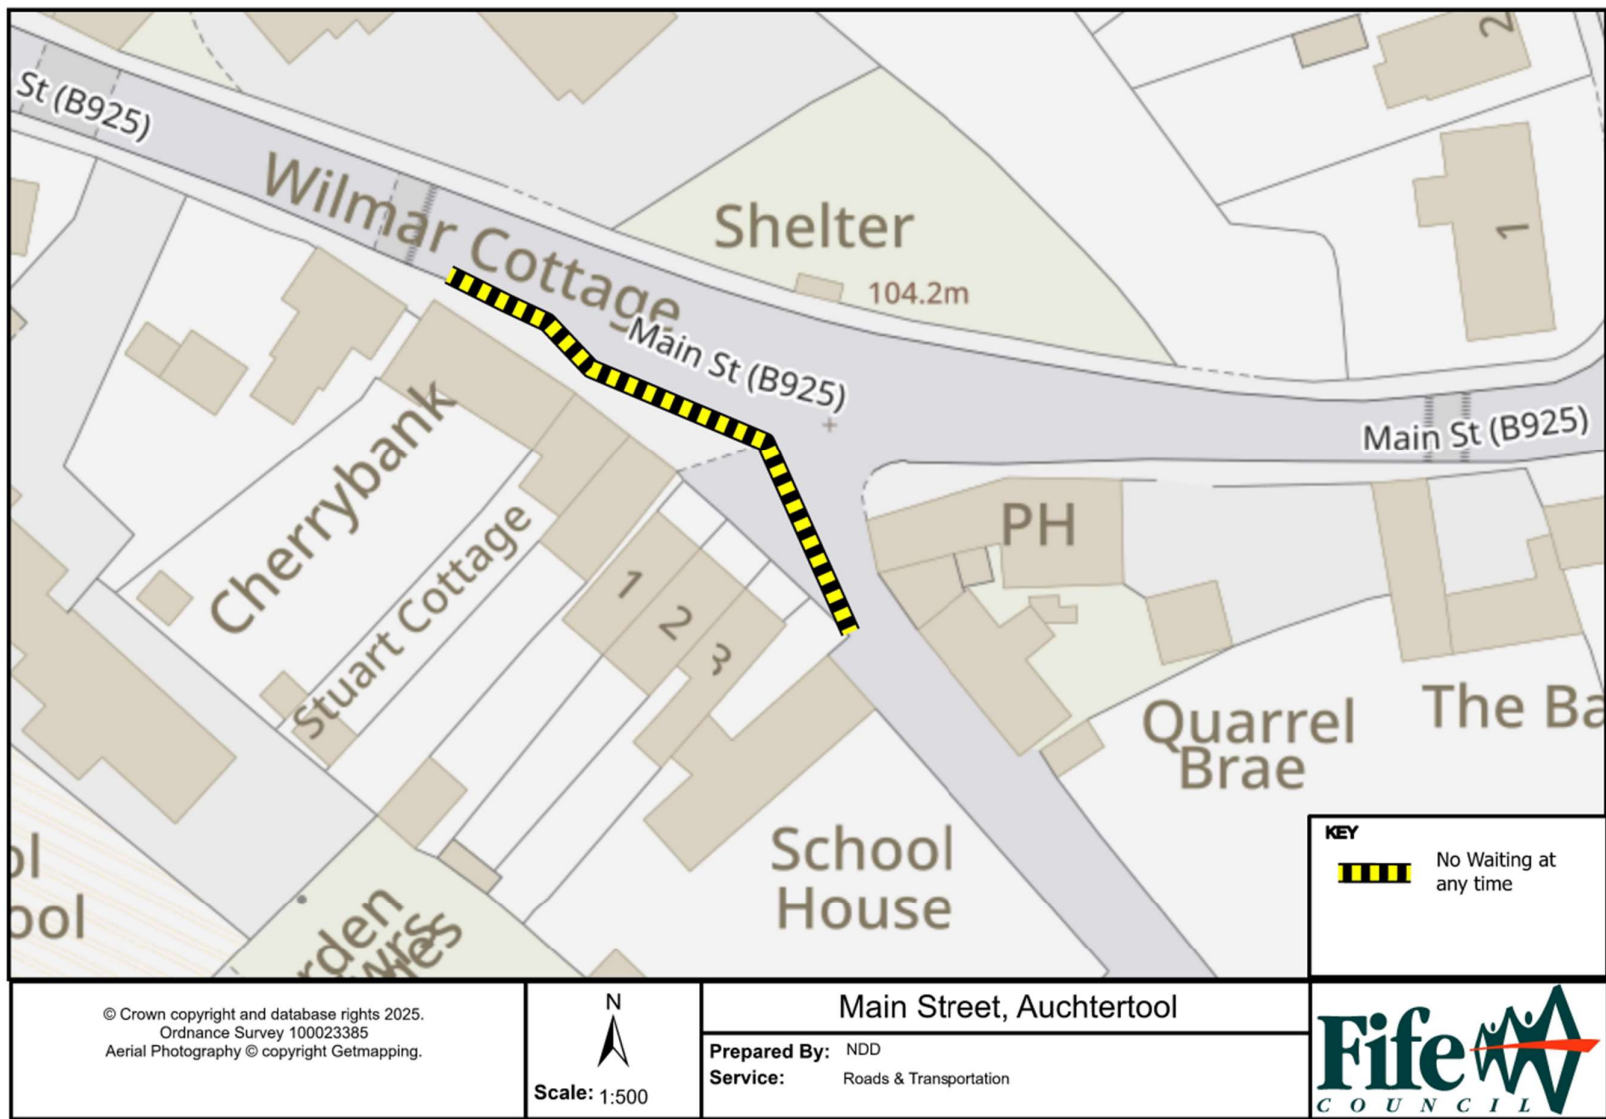 St (B925)
Wilmar Cottage
Shelter
104.2m
Main St (B925)
Main St (B925)
2
1
Cherrybank
Stuart Cottage
1
2
3
PH
Quarrel
Brae
The Ba
School
House
ol
ool
rden
KEY
No Waiting at
any time
© Crown copyright and database rights 2025.
Ordnance Survey 100023385
Aerial Photography © copyright Getmapping.
N
Scale: 1:500
Main Street, Auchtertool
Prepared By: NDD
Service: Roads & Transportation
Fife
COUNCIL